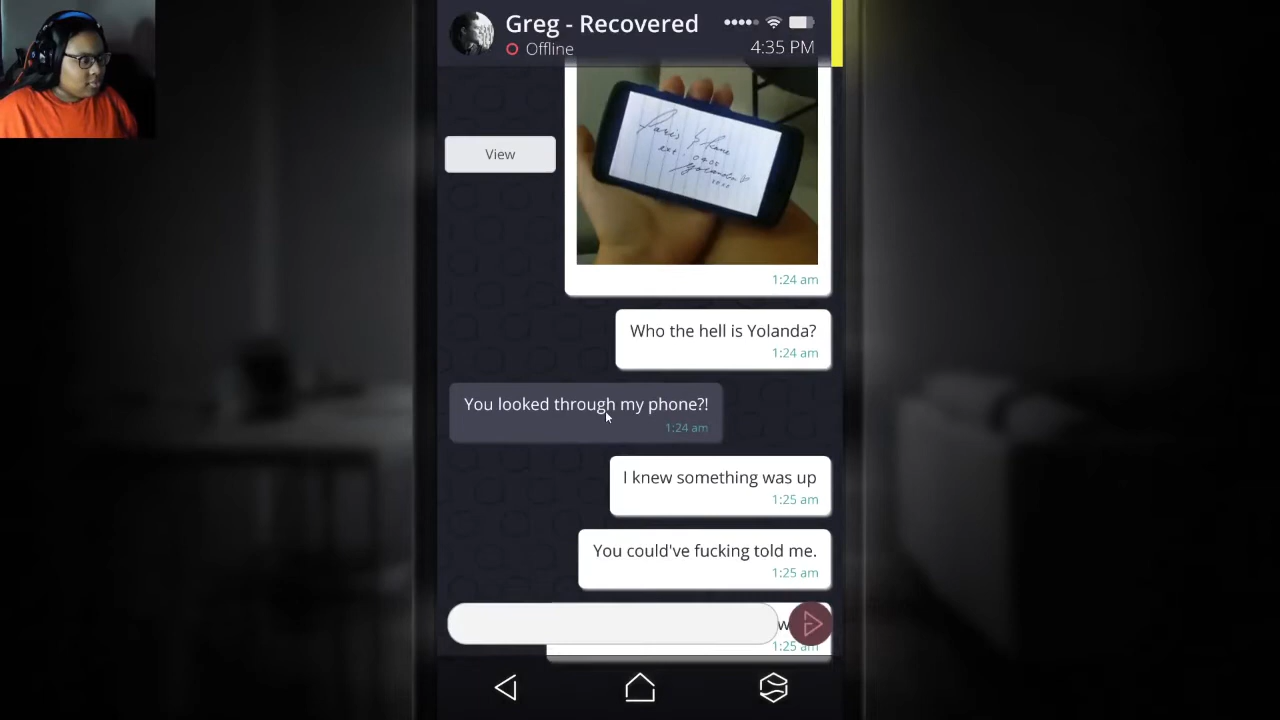 Greg - Recovered
Offline
4:35 PM
View
1:24 am
Who the hell is Yolanda?
1:24 am
You looked through my phone?!
1:24 am
I knew something was up
1:25 am
You could've fucking told me.
1:25 am
1:25 am